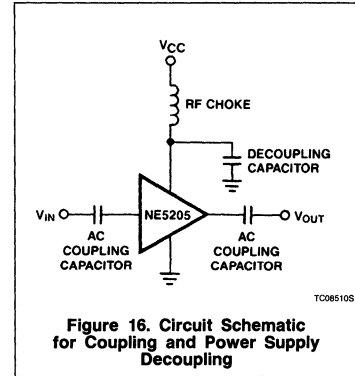 VCC
RF CHOKE
DECOUPLING
CAPACITOR
VIN
NE5205
VOUT
AC
COUPLING
CAPACITOR
AC
COUPLING
CAPACITOR
TC08510S
Figure 16. Circuit Schematic
for Coupling and Power Supply
Decoupling